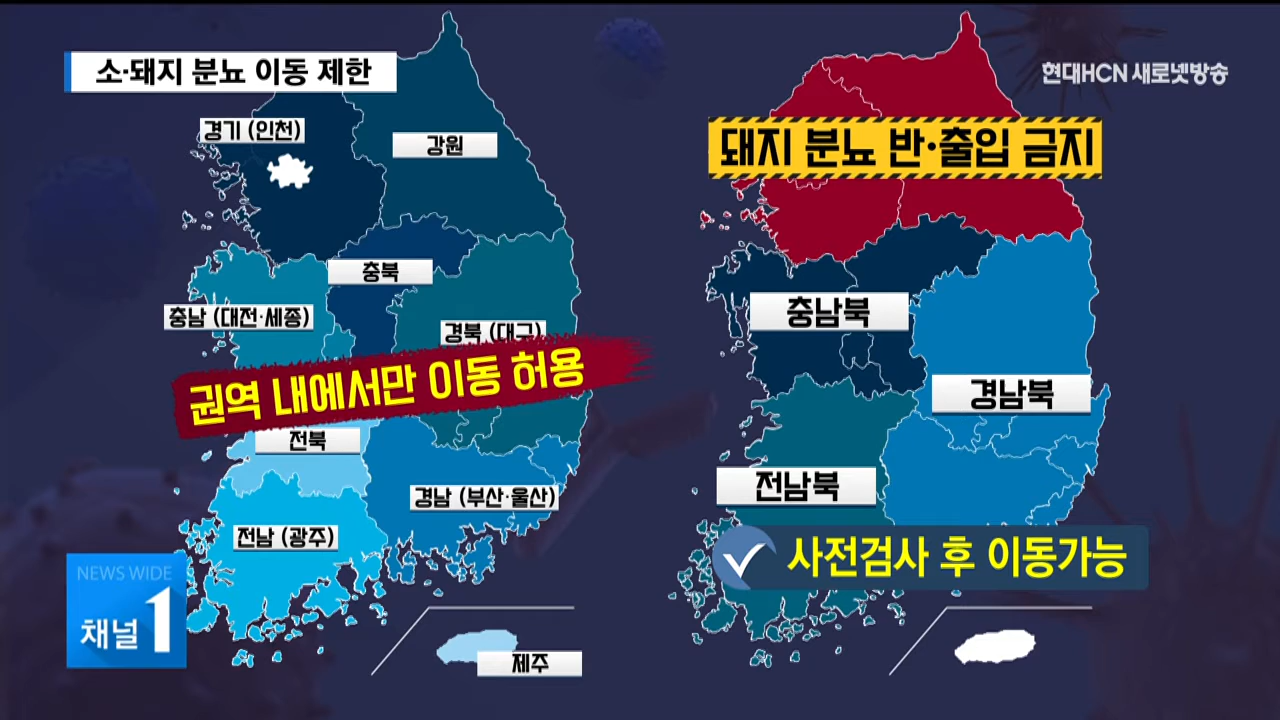 소·돼지 분뇨 이동 제한
현대HCN 새로넷방송
경기 (인천)
강원
충북
충남 (대전·세종)
경북 (대구)
권역 내에서만 이동 허용
전북
경남 (부산·울산)
전남 (광주)
제주
돼지 분뇨 반·출입 금지
충남북
경남북
전남북
사전검사 후 이동가능
NEWS WIDE
채널 1